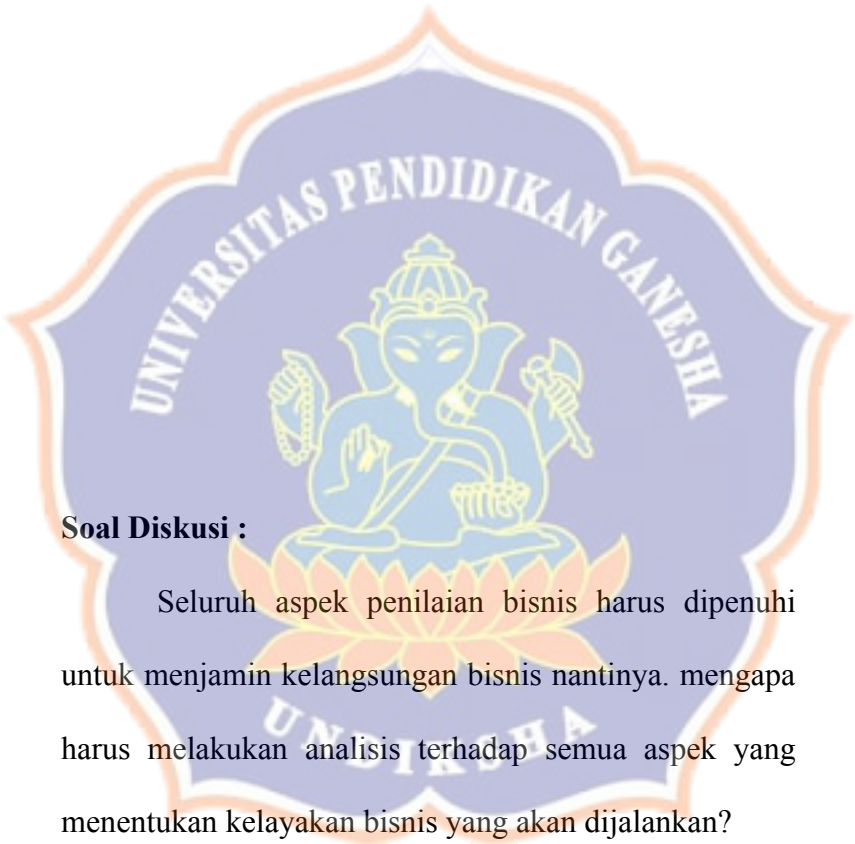 UNIVERSITAS PENDIDIKAN GANESHA
Soal Diskusi :
Seluruh aspek penilaian bisnis harus dipenuhi
untuk menjamin kelangsungan bisnis nantinya. mengapa
harus melakukan analisis terhadap semua aspek yang
UNDIKSHA
menentukan kelayakan bisnis yang akan dijalankan?